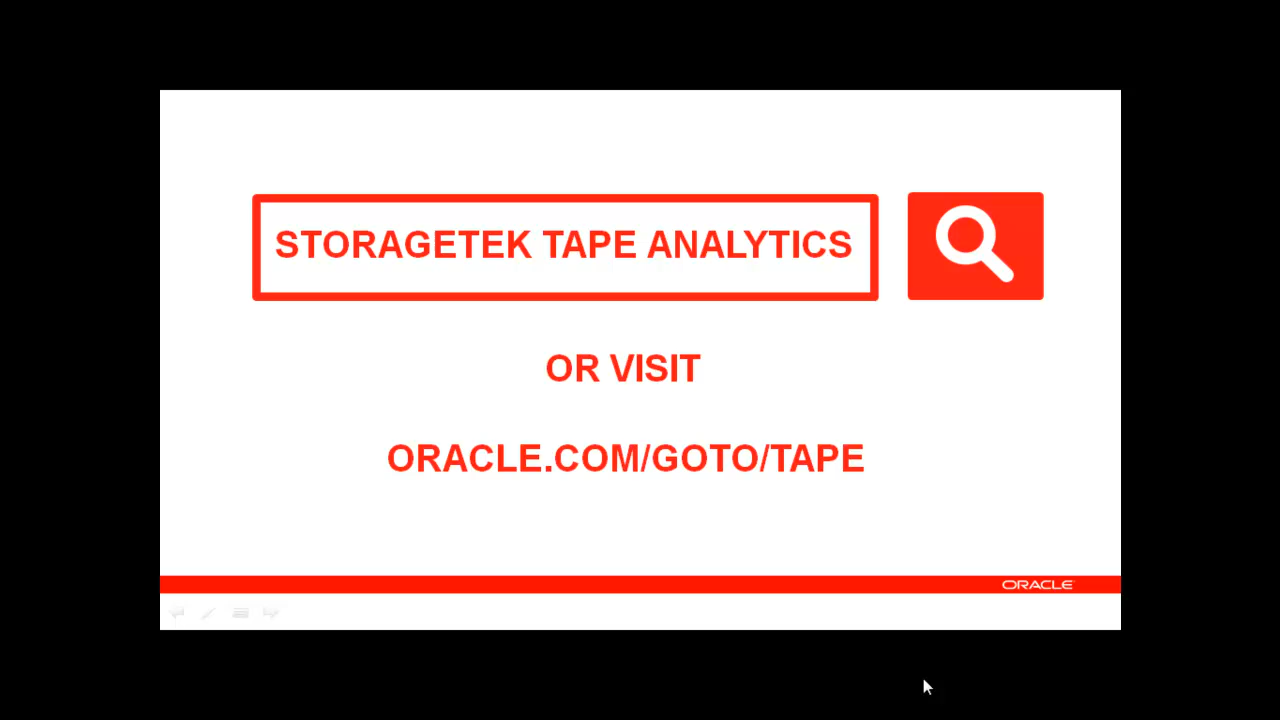 STORAGETEK TAPE ANALYTICS
OR VISIT
ORACLE.COM/GOTO/TAPE
ORACLE